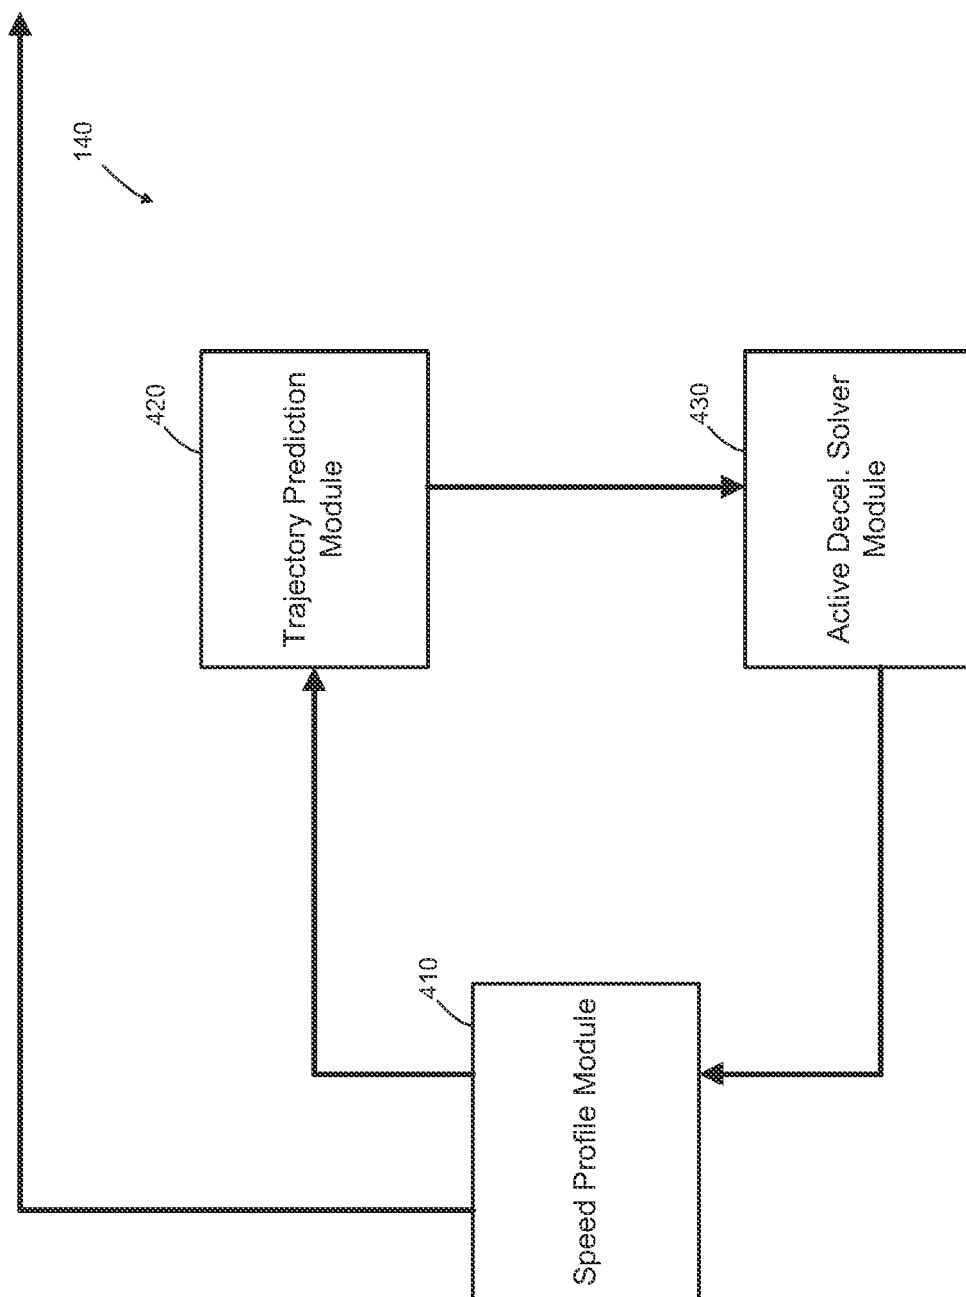 140
420
Trajectory Prediction
Module
430
Active Decel. Solver
Module
410
Speed Profile Module